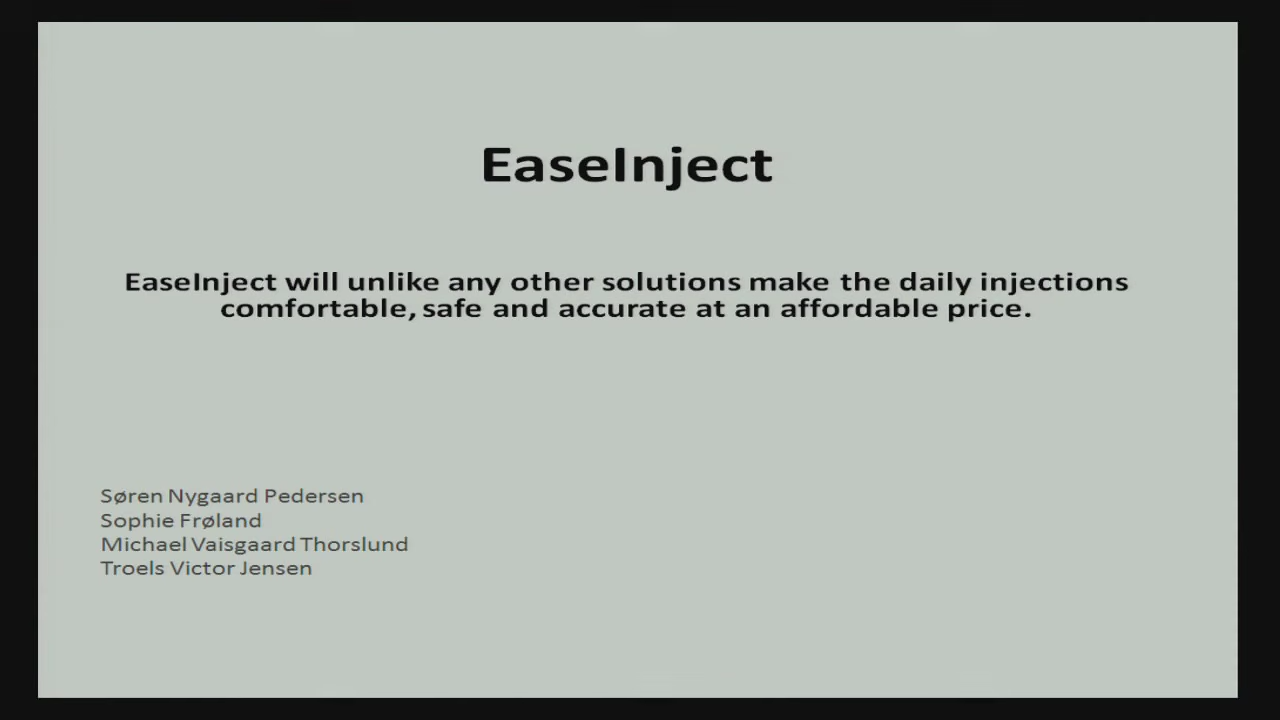 EaseInject
EaseInject will unlike any other solutions make the daily injections
comfortable, safe and accurate at an affordable price.
Søren Nygaard Pedersen
Sophie Frøland
Michael Vaisgaard Thorslund
Troels Victor Jensen